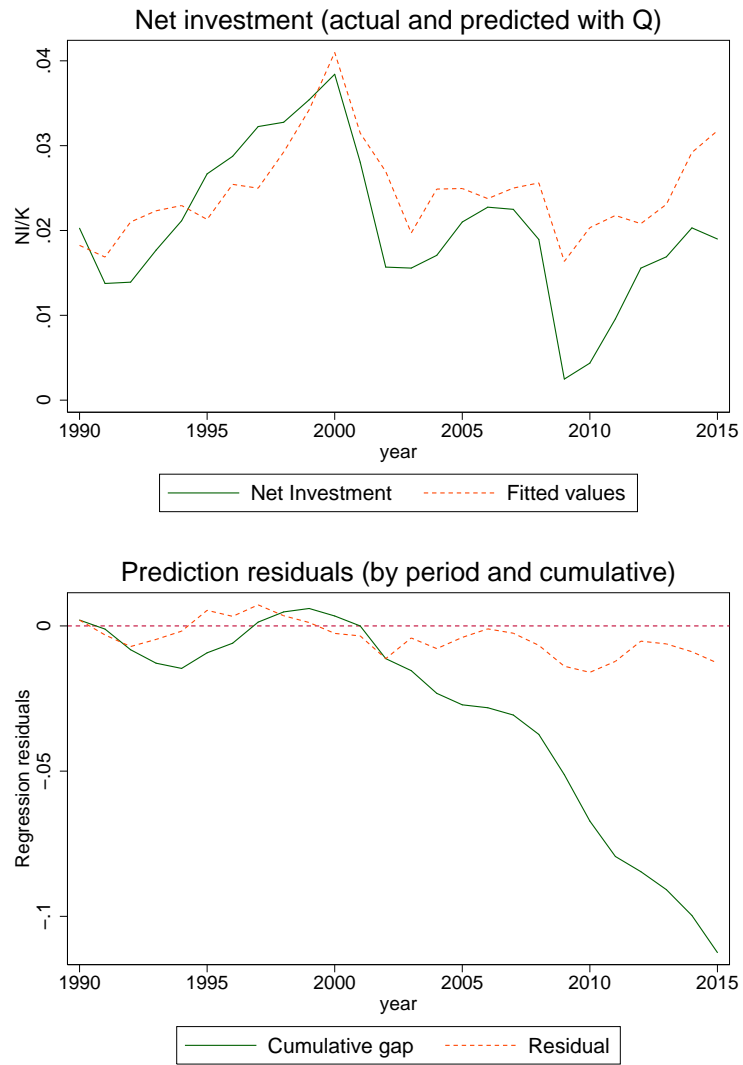 Net investment (actual and predicted with Q)
.04
.03
.02
.01
0
NI/K
1990 1995 2000 2005 2010 2015
year
Net Investment Fitted values
Prediction residuals (by period and cumulative)
0
-.05
-.1
Regression residuals
1990 1995 2000 2005 2010 2015
year
Cumulative gap Residual